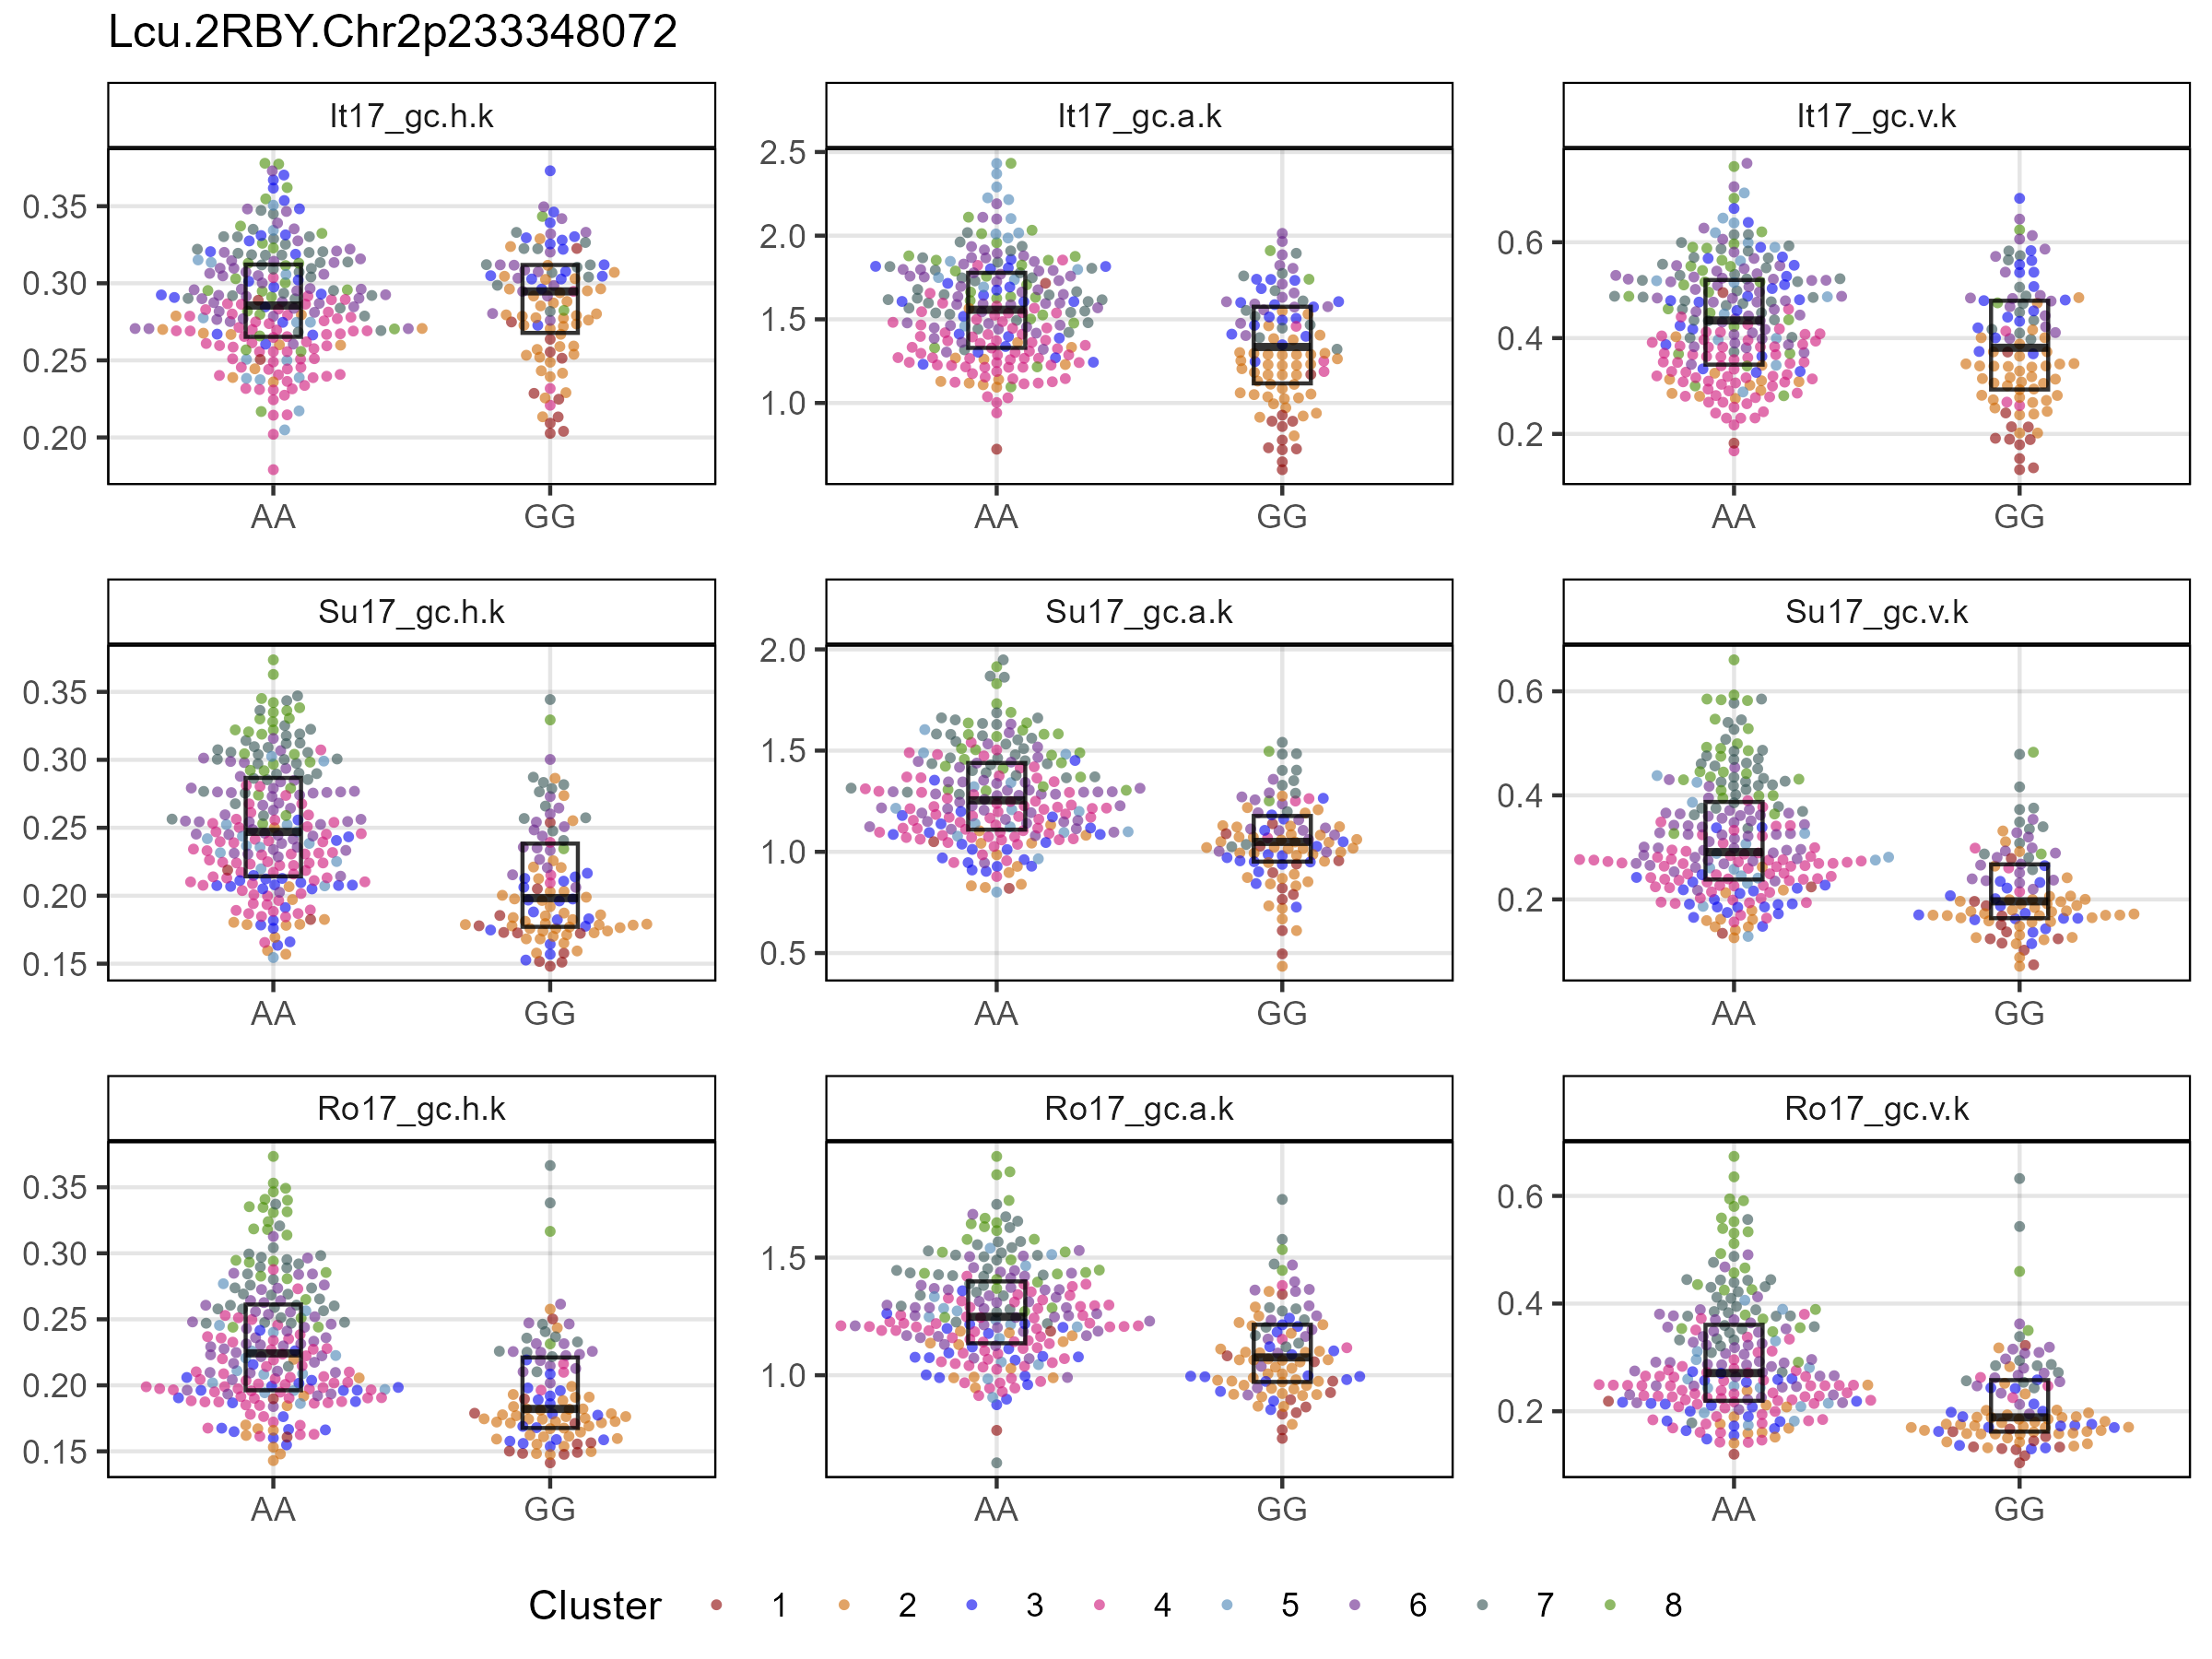 Lcu.2RBY.Chr2p233348072
It17_gc.h.k
It17_gc.a.k
It17_gc.v.k
0.35
0.30
0.25
0.20
2.5
2.0
1.5
1.0
0.6
0.4
0.2
AA
GG
AA
GG
AA
GG
Su17_gc.h.k
Su17_gc.a.k
Su17_gc.v.k
0.35
0.30
0.25
0.20
0.15
2.0
1.5
1.0
0.5
0.6
0.4
0.2
AA
GG
AA
GG
AA
GG
Ro17_gc.h.k
Ro17_gc.a.k
Ro17_gc.v.k
0.35
0.30
0.25
0.20
0.15
1.5
1.0
0.6
0.4
0.2
AA
GG
AA
GG
AA
GG
Cluster 1 2 3 4 5 6 7 8